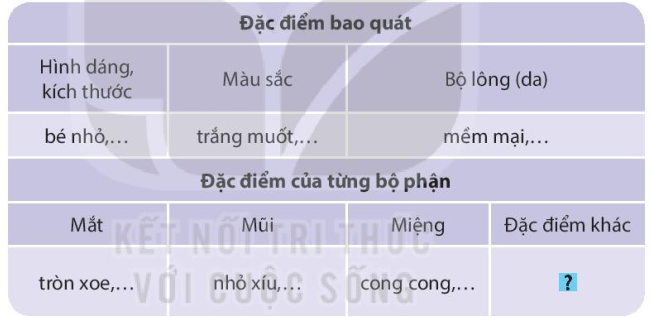 Đặc điểm bao quát
Hình dáng,
kích thước
Màu sắc
Bộ lông (da)
bé nhỏ,...
trắng muốt,...
mềm mại,...
Đặc điểm của từng bộ phận
Mắt
Mũi
Miệng
Đặc điểm khác
KẾT NỐI TRI THỨC
tròn xoe,...
nhỏ xíu,...
cong cong,...
?
VỚI CUỘC SỐNG